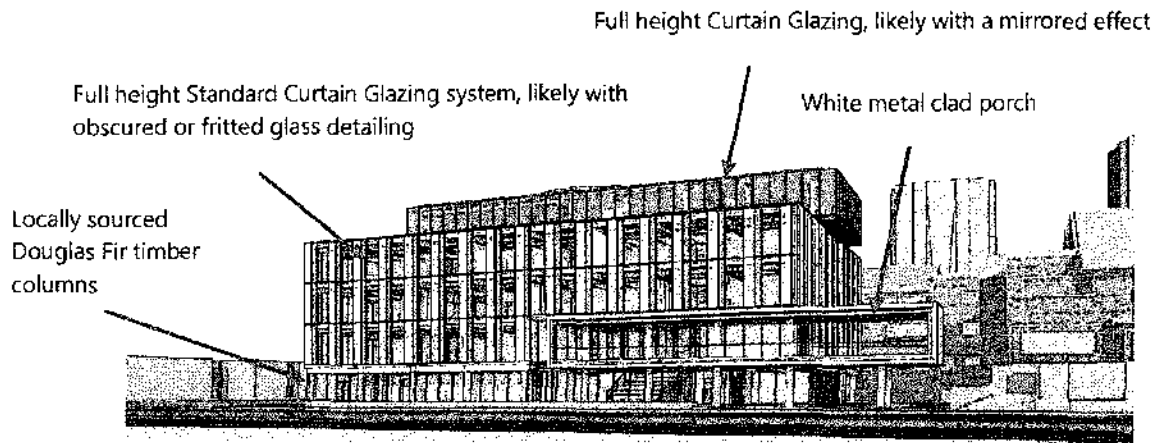 Full height Curtain Glazing, likely with a mirrored effect
Full height Standard Curtain Glazing system, likely with
obscured or fritted glass detailing
White metal clad porch
Locally sourced
Douglas Fir timber
columns